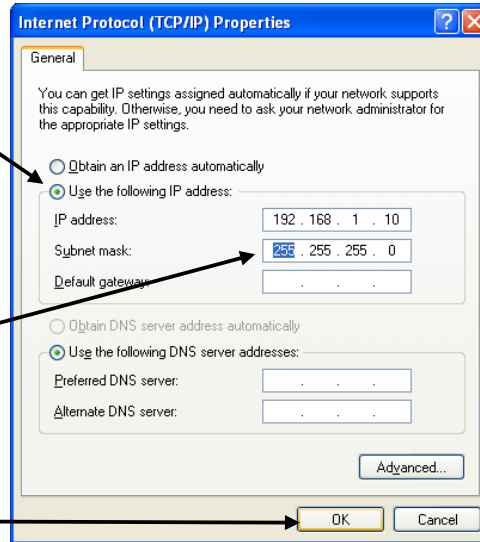 Internet Protocol (TCP/IP) Properties
General
You can get IP settings assigned automatically if your network supports
this capability. Otherwise, you need to ask your network administrator for
the appropriate IP settings.
Obtain an IP address automatically
Use the following IP address:
IP address: 192 . 168 . 1 . 10
Subnet mask: 255 . 255 . 255 . 0
Default gateway: . . .
Obtain DNS server address automatically
Use the following DNS server addresses:
Preferred DNS server: . . .
Alternate DNS server: . . .
Advanced...
OK Cancel